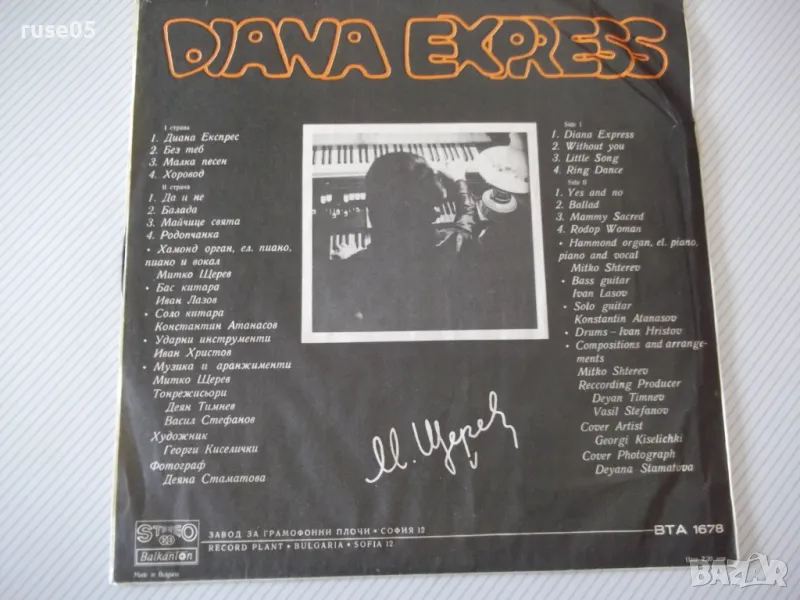 ruse05
DIANA EXPRESS
I страна
1. Диана Експрес
2. Без теб
3. Малка песен
4. Хоровод
II страна
1. Да и не
2. Балада
3. Майчице свята
4. Родопчанка
• Хамонд орган, ел. пиано,
пиано и вокал
Митко Щерев
• Бас китара
Иван Лазов
• Соло китара
Константин Атанасов
• Ударни инструменти
Иван Христов
• Музика и аранжименти
Митко Щерев
Тонрежисьори
Деян Тимнев
Васил Стефанов
Художник
Георги Киселички
Фотограф
Деяна Стаматова
Side I
1. Diana Express
2. Without you
3. Little Song
4. Ring Dance
Side II
1. Yes and no
2. Ballad
3. Mammy Sacred
4. Rodop Woman
• Hammond organ, el. piano,
piano and vocal
Mitko Shterev
• Bass guitar
Ivan Lasov
• Solo guitar
Konstantin Atanasov
• Drums – Ivan Hristov
• Compositions and arrange-
ments
Mitko Shterev
Reccording Producer
Deyan Timnev
Vasil Stefanov
Cover Artist
Georgi Kiselichki
Cover Photograph
Deyana Stamatova
М. Щерев
STEREO
Balkanton
Made in Bulgaria
ЗАВОД ЗА ГРАМОФОННИ ПЛОЧИ • СОФИЯ 12
RECORD PLANT • BULGARIA • SOFIA 12
BTA 1678
BAZAR